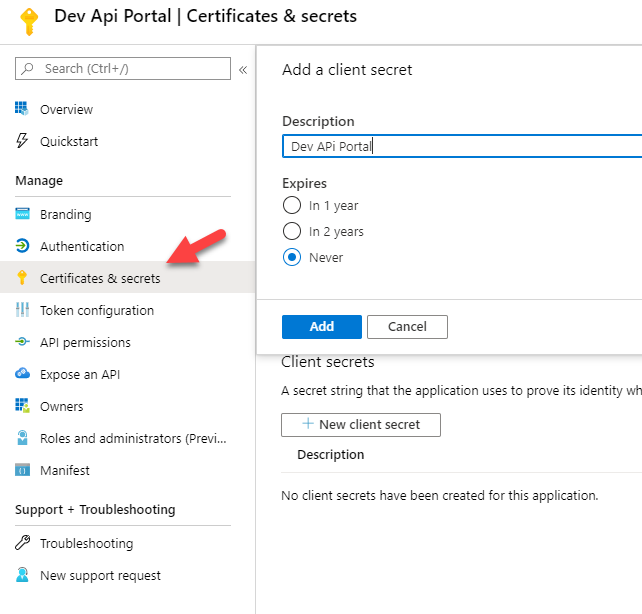 Dev Api Portal | Certificates & secrets
Search (Ctrl+/)
«
Overview
Quickstart
Manage
Branding
Authentication
Certificates & secrets
Token configuration
API permissions
Expose an API
Owners
Roles and administrators (Previ...
Manifest
Support + Troubleshooting
Troubleshooting
New support request
Add a client secret
Description
Dev APi Portal
Expires
In 1 year
In 2 years
Never
Add
Cancel
Client secrets
A secret string that the application uses to prove its identity wh
+ New client secret
Description
No client secrets have been created for this application.